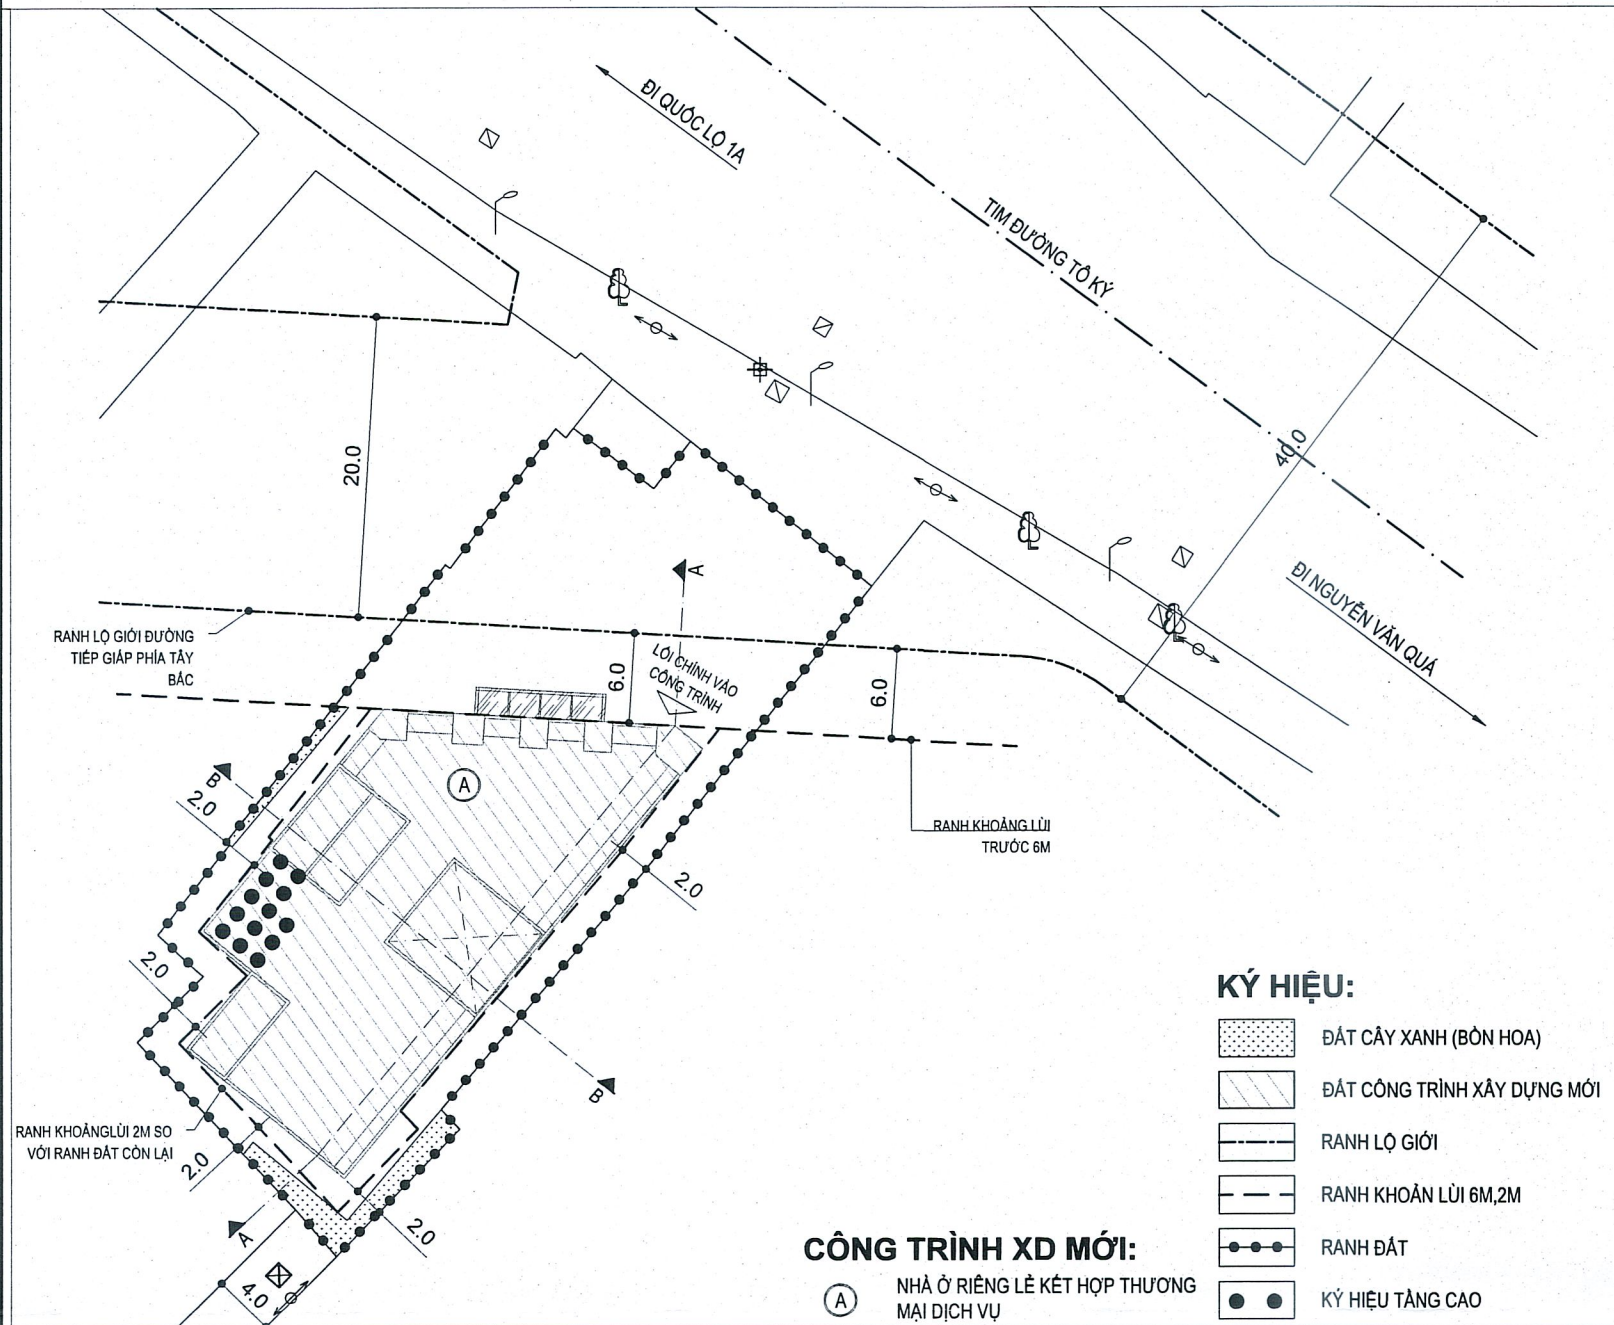 ĐI QUỐC LỘ 1A
TIM ĐƯỜNG TÔ KÝ
40.0
ĐI NGUYỄN VĂN QUÁ
20.0
A
RANH LỘ GIỚI ĐƯỜNG
TIẾP GIÁP PHÍA TÂY
BẮC
6.0
LỐI CHÍNH VÀO
CÔNG TRÌNH
6.0
B
2.0
A
RANH KHOẢNG LÙI
TRƯỚC 6M
2.0
2.0
B
RANH KHOẢNGLÙI 2M SO
VỚI RANH ĐẤT CÒN LẠI
2.0
A
2.0
4.0
KÝ HIỆU:
ĐẤT CÂY XANH (BỒN HOA)
ĐẤT CÔNG TRÌNH XÂY DỰNG MỚI
RANH LỘ GIỚI
RANH KHOẢN LÙI 6M,2M
RANH ĐẤT
KÝ HIỆU TẦNG CAO
CÔNG TRÌNH XD MỚI:
A
NHÀ Ở RIÊNG LẺ KẾT HỢP THƯƠNG
MẠI DỊCH VỤ